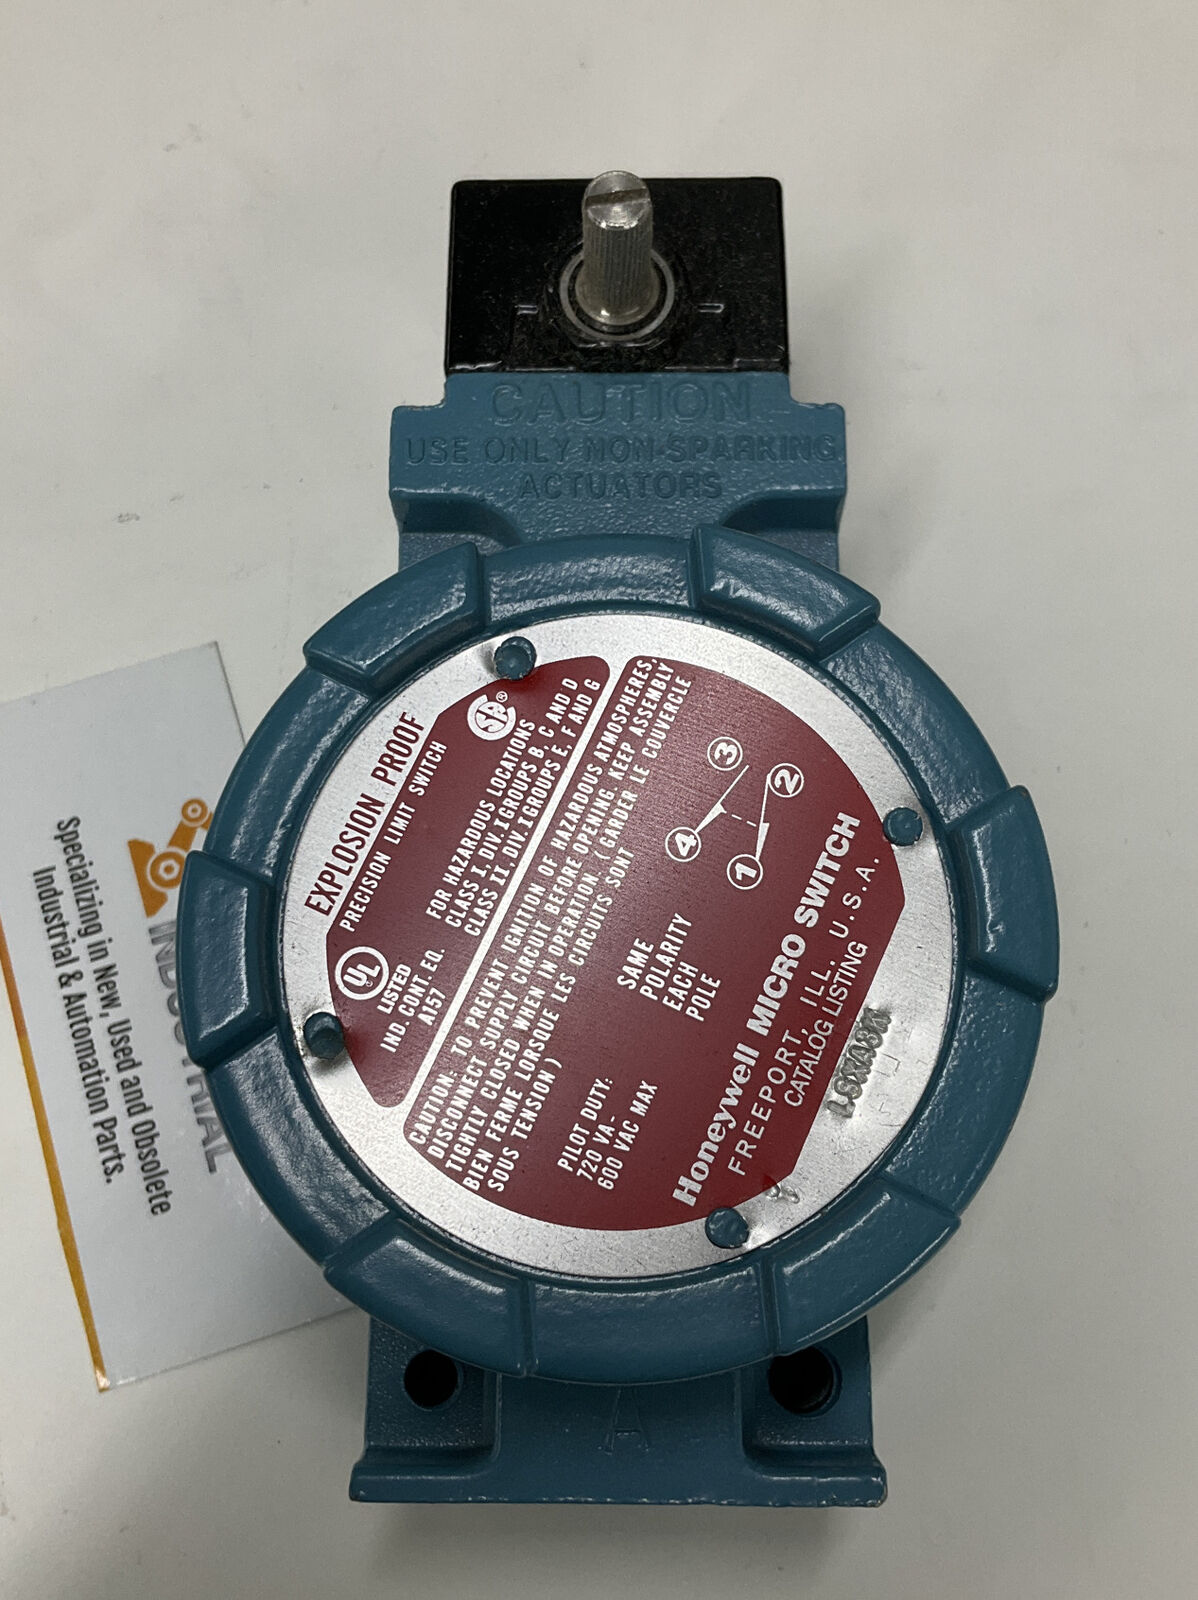 CAUTION
USE ONLY NON-SPARKING
ACTUATORS
EXPLOSION PROOF
PRECISION LIMIT SWITCH
SA®
FOR HAZARDOUS LOCATIONS
CLASS I, DIV. I GROUPS B, C AND D
CLASS II, DIV. I GROUPS E, F AND G
UL
LISTED
IND. CONT. EQ.
A157
CAUTION: TO PREVENT IGNITION OF HAZARDOUS ATMOSPHERES,
DISCONNECT SUPPLY CIRCUIT BEFORE OPENING. KEEP ASSEMBLY
TIGHTLY CLOSED WHEN IN OPERATION. (GARDER LE COUVERCLE
BIEN FERME LORSQUE LES CIRCUITS SONT
SOUS TENSION)
3
2
4
1
SAME
POLARITY
EACH
POLE
PILOT DUTY:
720 VA-
600 VAC MAX
Honeywell MICRO SWITCH
FREEPORT, ILL. U.S.A.
CATALOG LISTING
A
INDUSTRIAL
Specializing in New, Used and Obsolete
Industrial & Automation Parts.